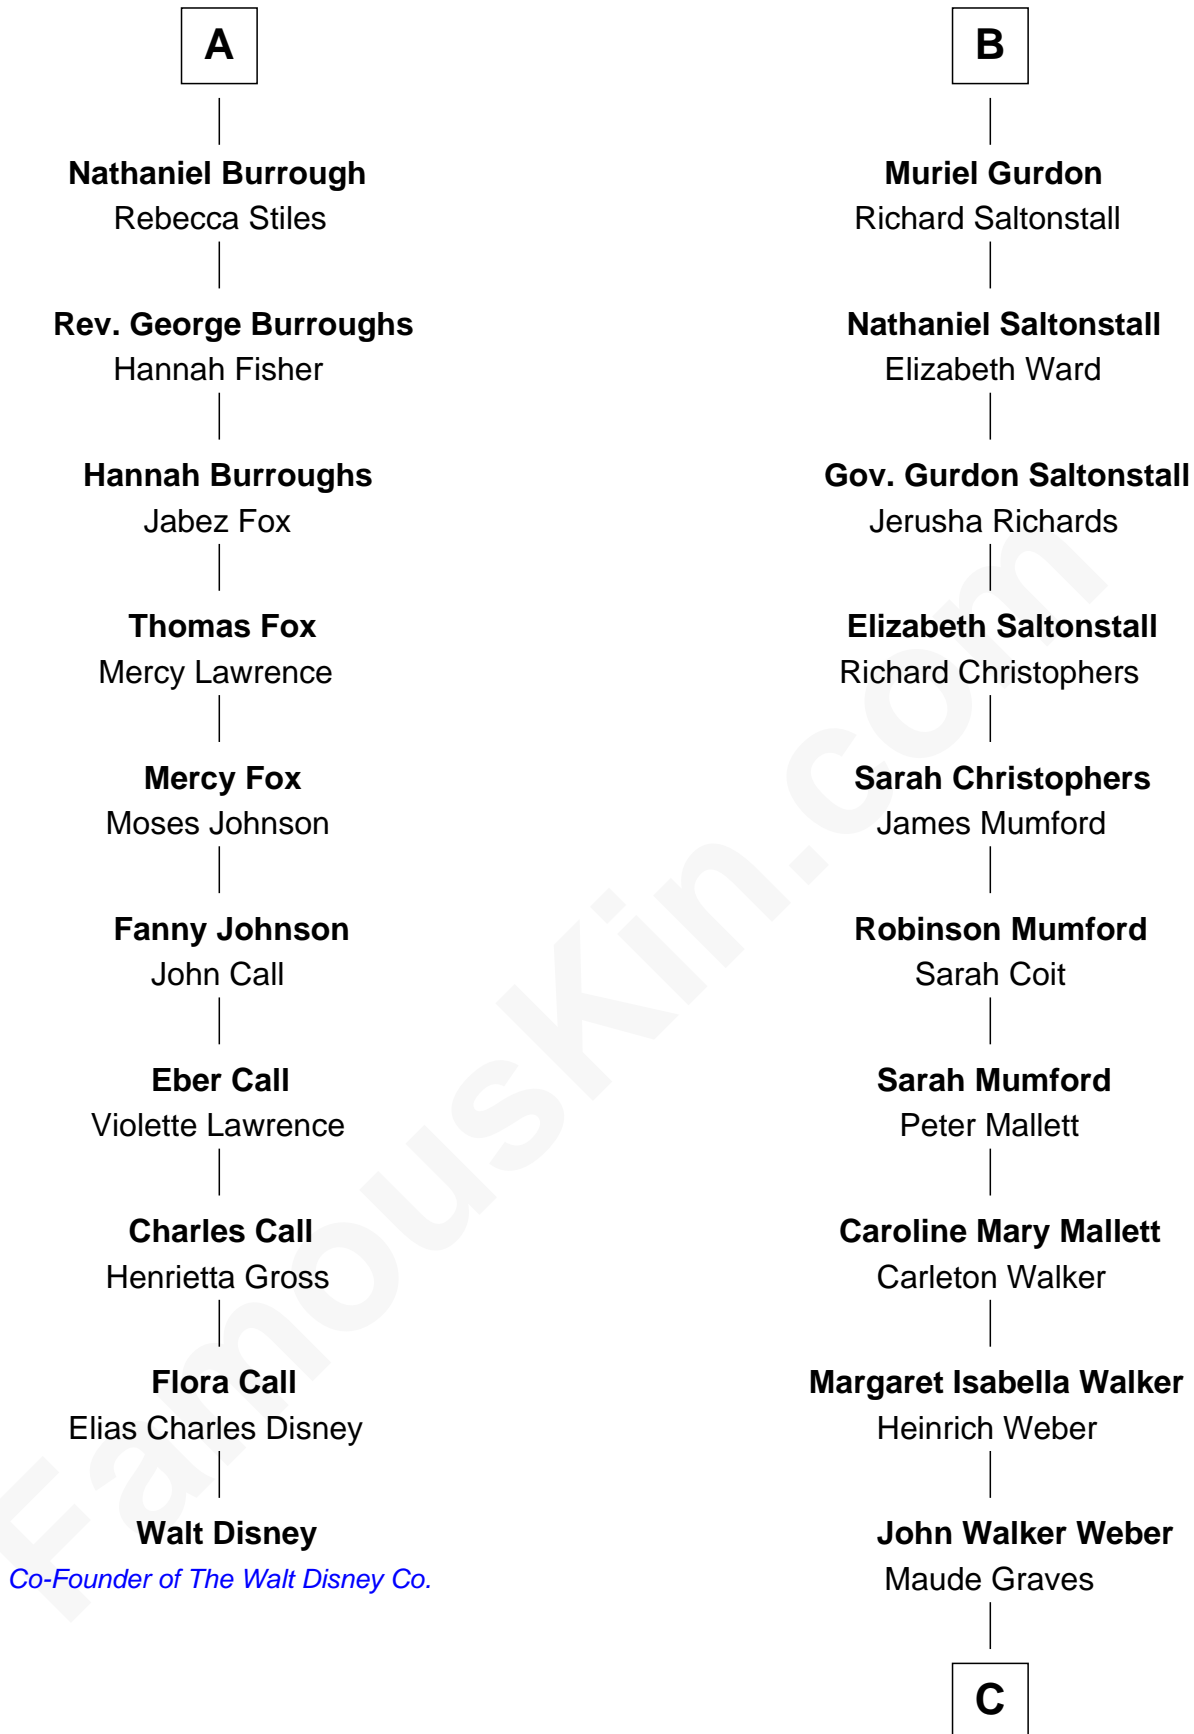 A
Nathaniel Burrough
Rebecca Stiles
Rev. George Burroughs
Hannah Fisher
Hannah Burroughs
Jabez Fox
Thomas Fox
Mercy Lawrence
Mercy Fox
Moses Johnson
Fanny Johnson
John Call
Eber Call
Violette Lawrence
Charles Call
Henrietta Gross
Flora Call
Elias Charles Disney
Walt Disney
Co-Founder of The Walt Disney Co.
B
Muriel Gurdon
Richard Saltonstall
Nathaniel Saltonstall
Elizabeth Ward
Gov. Gurdon Saltonstall
Jerusha Richards
Elizabeth Saltonstall
Richard Christophers
Sarah Christophers
James Mumford
Robinson Mumford
Sarah Coit
Sarah Mumford
Peter Mallett
Caroline Mary Mallett
Carleton Walker
Margaret Isabella Walker
Heinrich Weber
John Walker Weber
Maude Graves
C
FamousKin.com